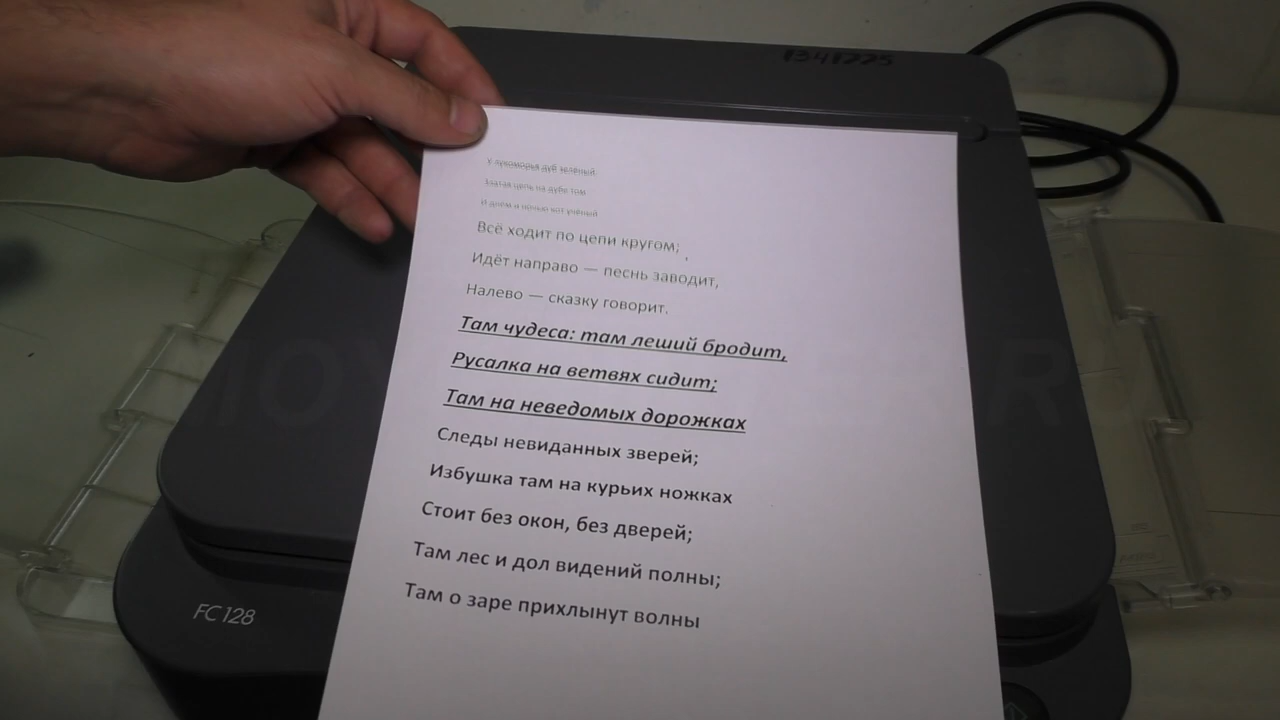 1341225
У лукоморья дуб зелёный
Златая цепь на дубе том
И днём и ночью кот учёный
Всё ходит по цепи кругом;
Идёт направо — песнь заводит,
Налево — сказку говорит.
Там чудеса: там леший бродит,
Русалка на ветвях сидит;
Там на неведомых дорожках
Следы невиданных зверей;
Избушка там на курьих ножках
Стоит без окон, без дверей;
Там лес и дол видений полны;
Там о заре прихлынут волны
FC128